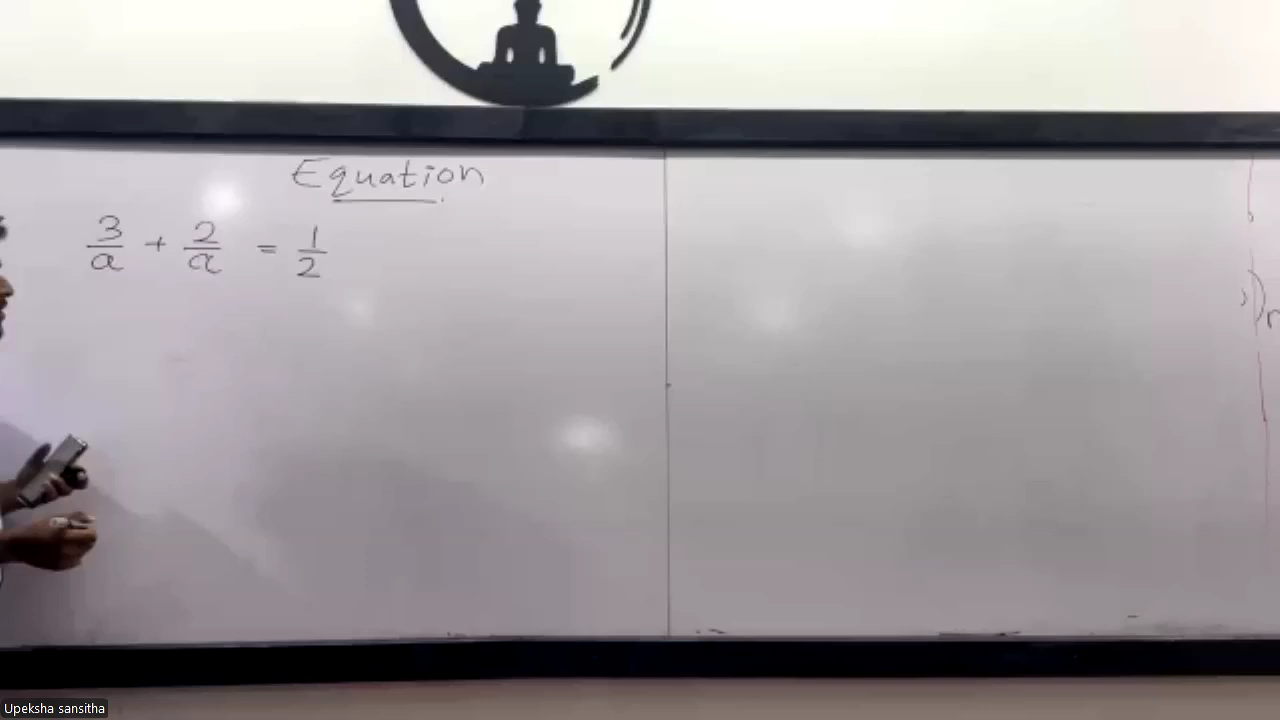 Equation
3/a + 2/a = 1/2
Upeksha sansitha